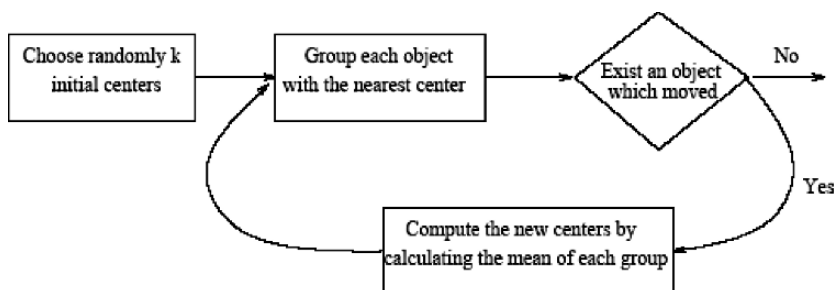 Choose randomly k
initial centers
Group each object
with the nearest center
Exist an object
which moved
No
Yes
Compute the new centers by
calculating the mean of each group